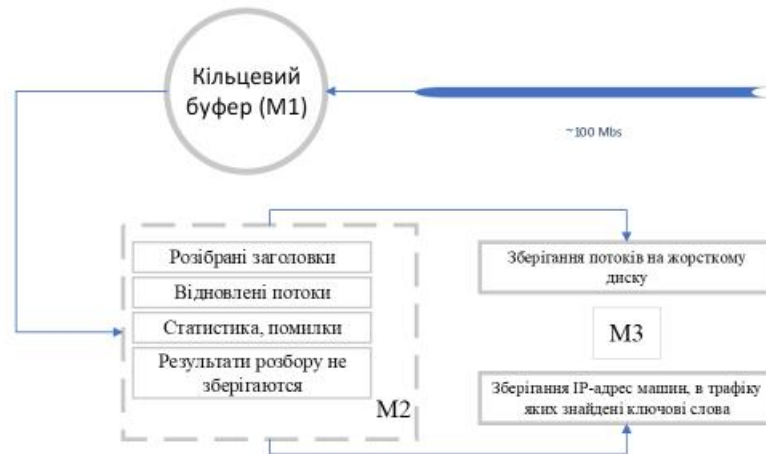 Кільцевий
буфер (М1)
~100 Mbs
Розібрані заголовки
Відновлені потоки
Статистика, помилки
Результати розбору не
зберігаются
М2
Зберігання потоків на жорсткому
диску
М3
Зберігання IP-адрес машин, в трафіку
яких знайдені ключові слова